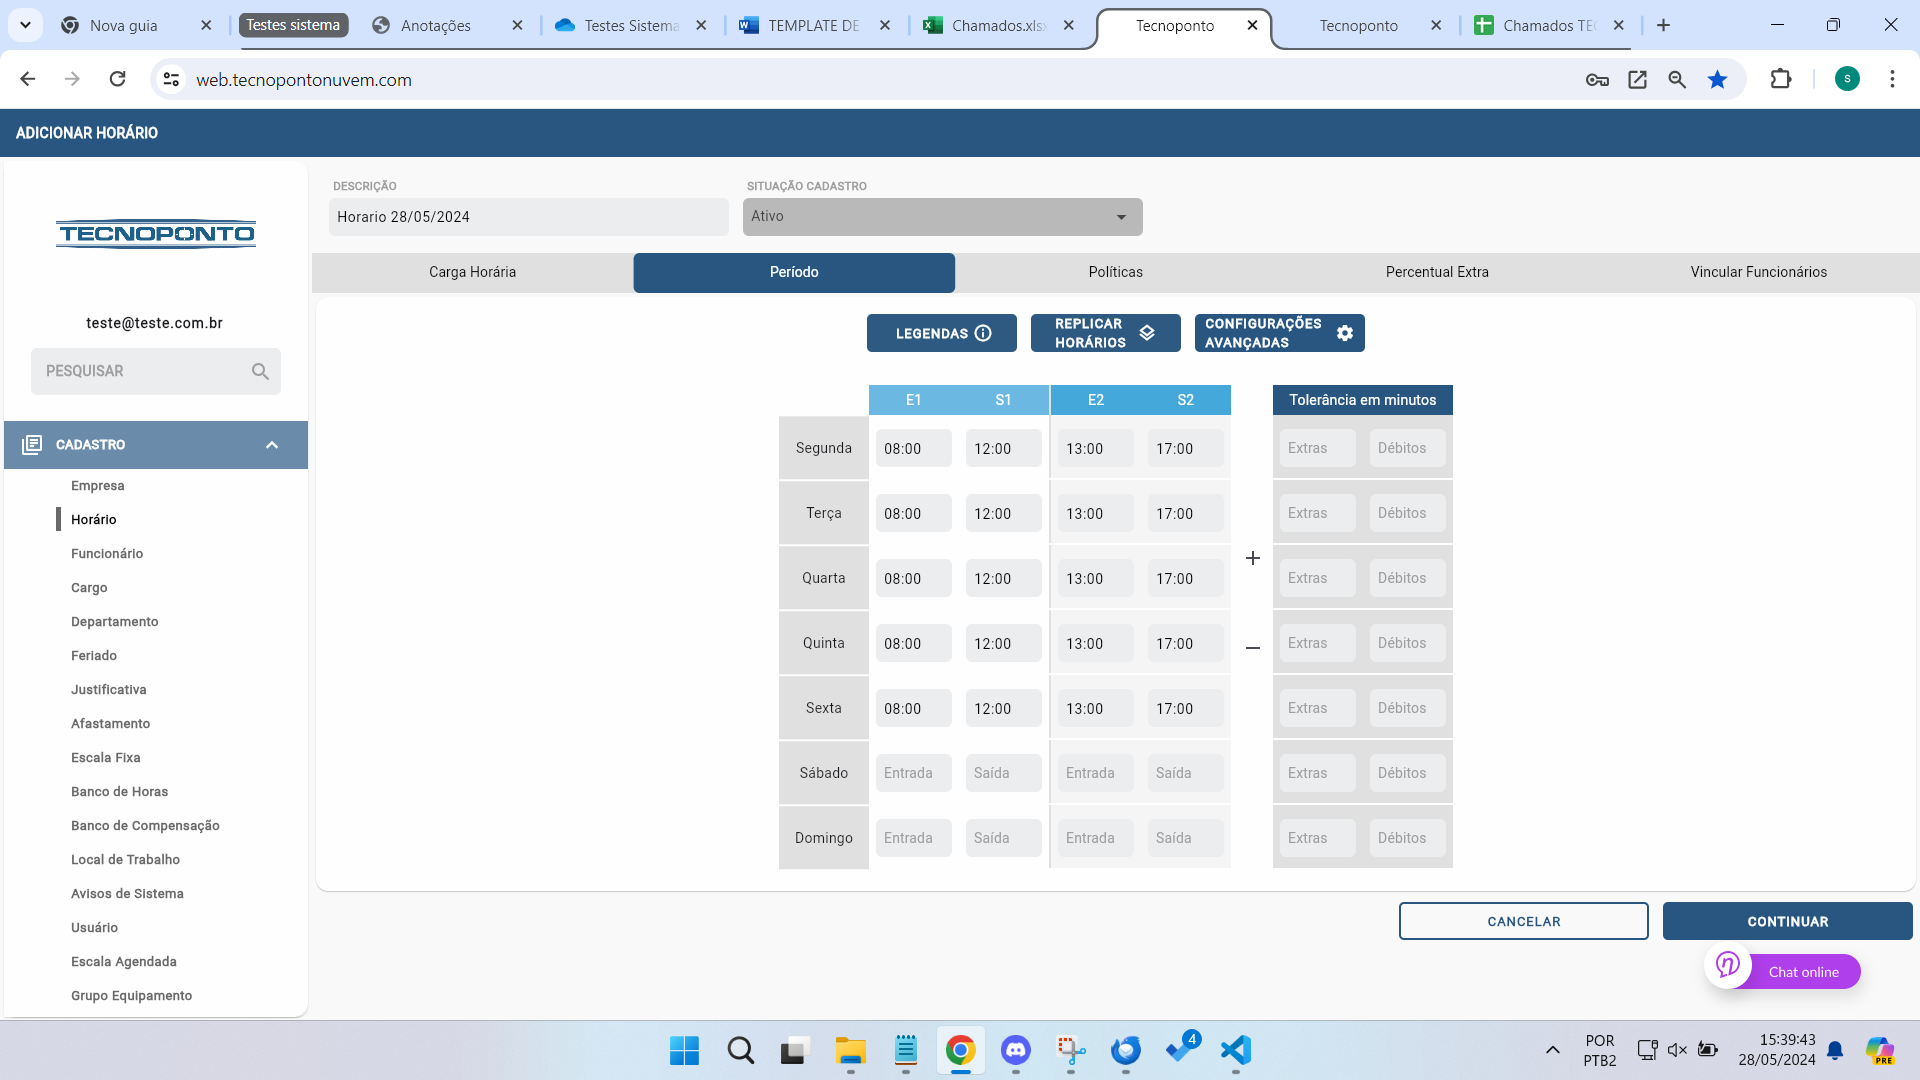 Nova guia
Testes sistema
Anotações
Testes Sistema
TEMPLATE DE
Chamados.xlsx
Tecnoponto
Tecnoponto
Chamados TEC
web.tecnopontonuvem.com
S
ADICIONAR HORÁRIO
TECNOPONTO
teste@teste.com.br
PESQUISAR
CADASTRO
Empresa
Horário
Funcionário
Cargo
Departamento
Feriado
Justificativa
Afastamento
Escala Fixa
Banco de Horas
Banco de Compensação
Local de Trabalho
Avisos de Sistema
Usuário
Escala Agendada
Grupo Equipamento
DESCRIÇÃO
Horario 28/05/2024
SITUAÇÃO CADASTRO
Ativo
Carga Horária
Período
Políticas
Percentual Extra
Vincular Funcionários
LEGENDAS
REPLICAR
HORÁRIOS
CONFIGURAÇÕES
AVANÇADAS
E1 S1 E2 S2 Tolerância em minutos
Segunda 08:00 12:00 13:00 17:00 Extras Débitos
Terça 08:00 12:00 13:00 17:00 Extras Débitos
Quarta 08:00 12:00 13:00 17:00 Extras Débitos
Quinta 08:00 12:00 13:00 17:00 Extras Débitos
Sexta 08:00 12:00 13:00 17:00 Extras Débitos
Sábado Entrada Saída Entrada Saída Extras Débitos
Domingo Entrada Saída Entrada Saída Extras Débitos
CANCELAR
CONTINUAR
Chat online
4
POR
PTB2
15:39:43
28/05/2024
PRE